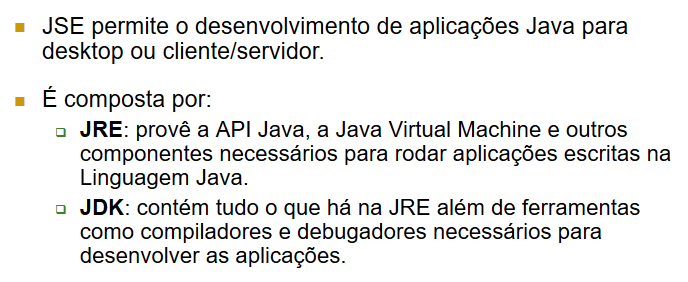 JSE permite o desenvolvimento de aplicações Java para
desktop ou cliente/servidor.
É composta por:
JRE: provê a API Java, a Java Virtual Machine e outros
componentes necessários para rodar aplicações escritas na
Linguagem Java.
JDK: contém tudo o que há na JRE além de ferramentas
como compiladores e debugadores necessários para
desenvolver as aplicações.